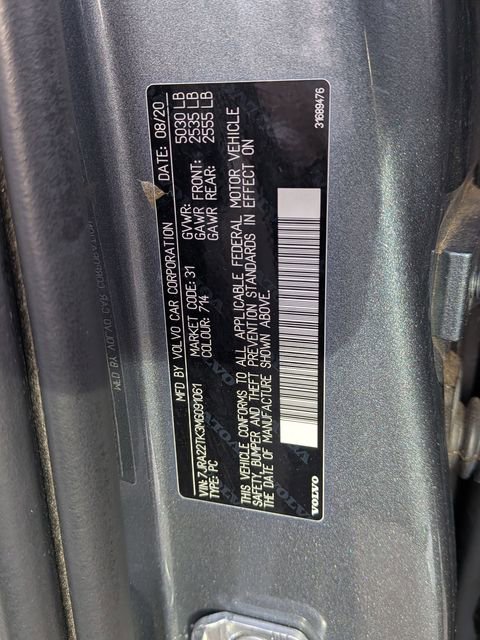 MFD BY VOLVO CAR CORPORATION DATE: 08/20
MARKET CODE: 31 GVWR: 5030 LB
COLOUR: 714 GAWR FRONT: 2535 LB
GAWR REAR: 2555 LB
VIN: 7JRA22TK3MG091061
TYPE: PC
THIS VEHICLE CONFORMS TO ALL APPLICABLE FEDERAL MOTOR VEHICLE
SAFETY, BUMPER AND THEFT PREVENTION STANDARDS IN EFFECT ON
THE DATE OF MANUFACTURE SHOWN ABOVE.
VOLVO 31689476